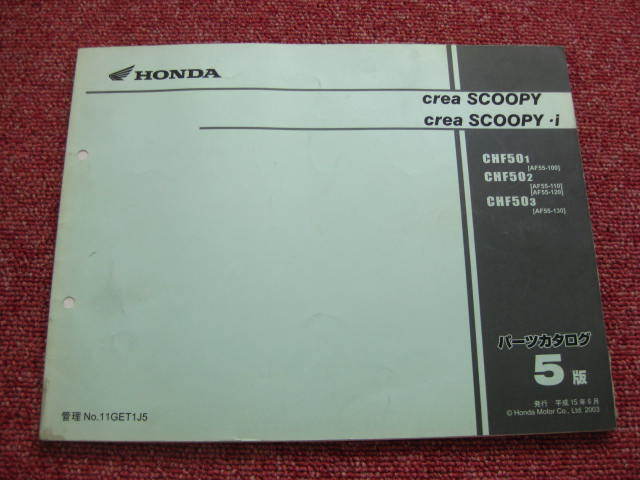 HONDA
crea SCOOPY
crea SCOOPY・i
CHF501
[AF55-100]
CHF502
[AF55-110]
[AF55-120]
CHF503
[AF55-130]
パーツカタログ
5版
発行 平成15年6月
© Honda Motor Co., Ltd. 2003
管理 No.11GET1J5